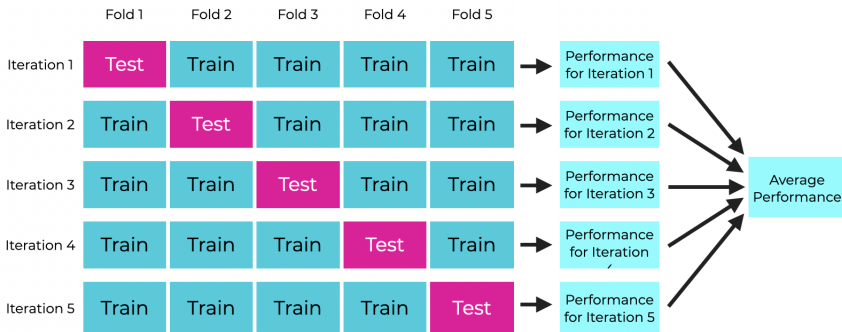 Fold 1 Fold 2 Fold 3 Fold 4 Fold 5
Iteration 1 Test Train Train Train Train Performance
for Iteration 1
Iteration 2 Train Test Train Train Train Performance
for Iteration 2
Iteration 3 Train Train Test Train Train Performance
for Iteration 3
Average
Performance
Iteration 4 Train Train Train Test Train Performance
for Iteration
Iteration 5 Train Train Train Train Test Performance
for Iteration 5